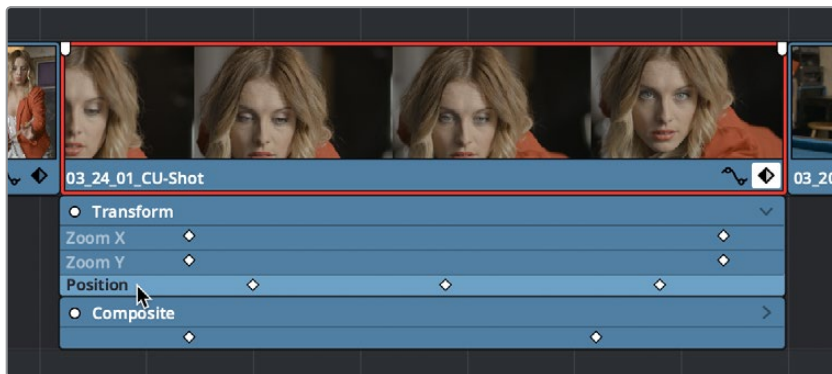 03_24_01_CU-Shot
Transform
Zoom X
Zoom Y
Position
Composite